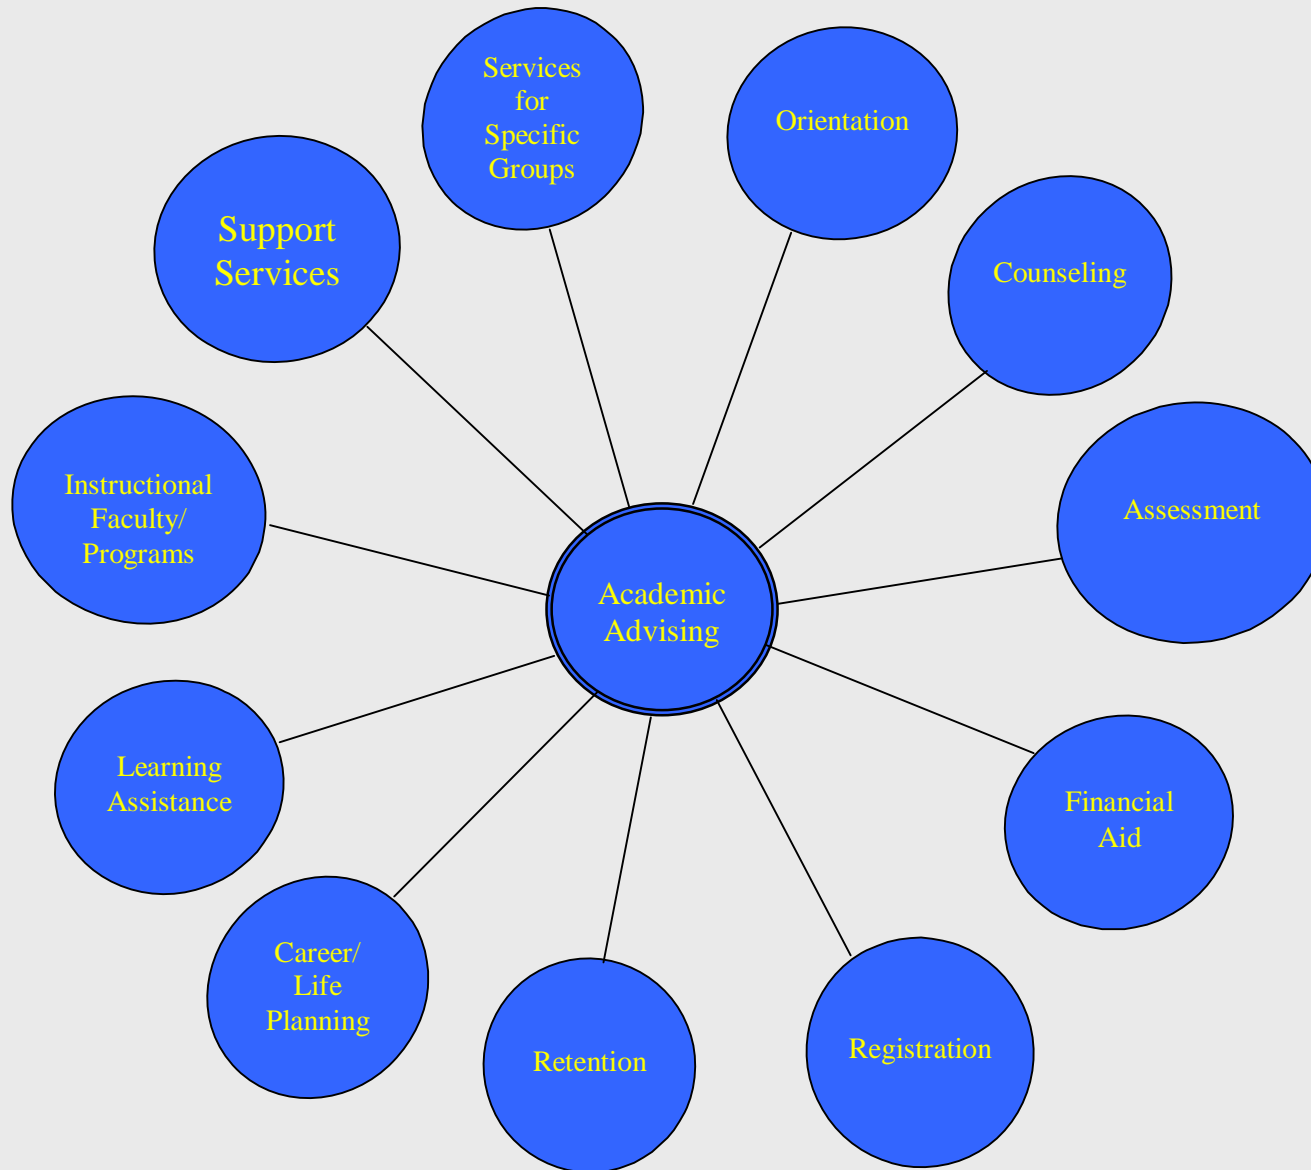 Services
for
Specific
Groups
Orientation
Support
Services
Counseling
Instructional
Faculty/
Programs
Assessment
Academic
Advising
Learning
Assistance
Financial
Aid
Career/
Life
Planning
Retention
Registration